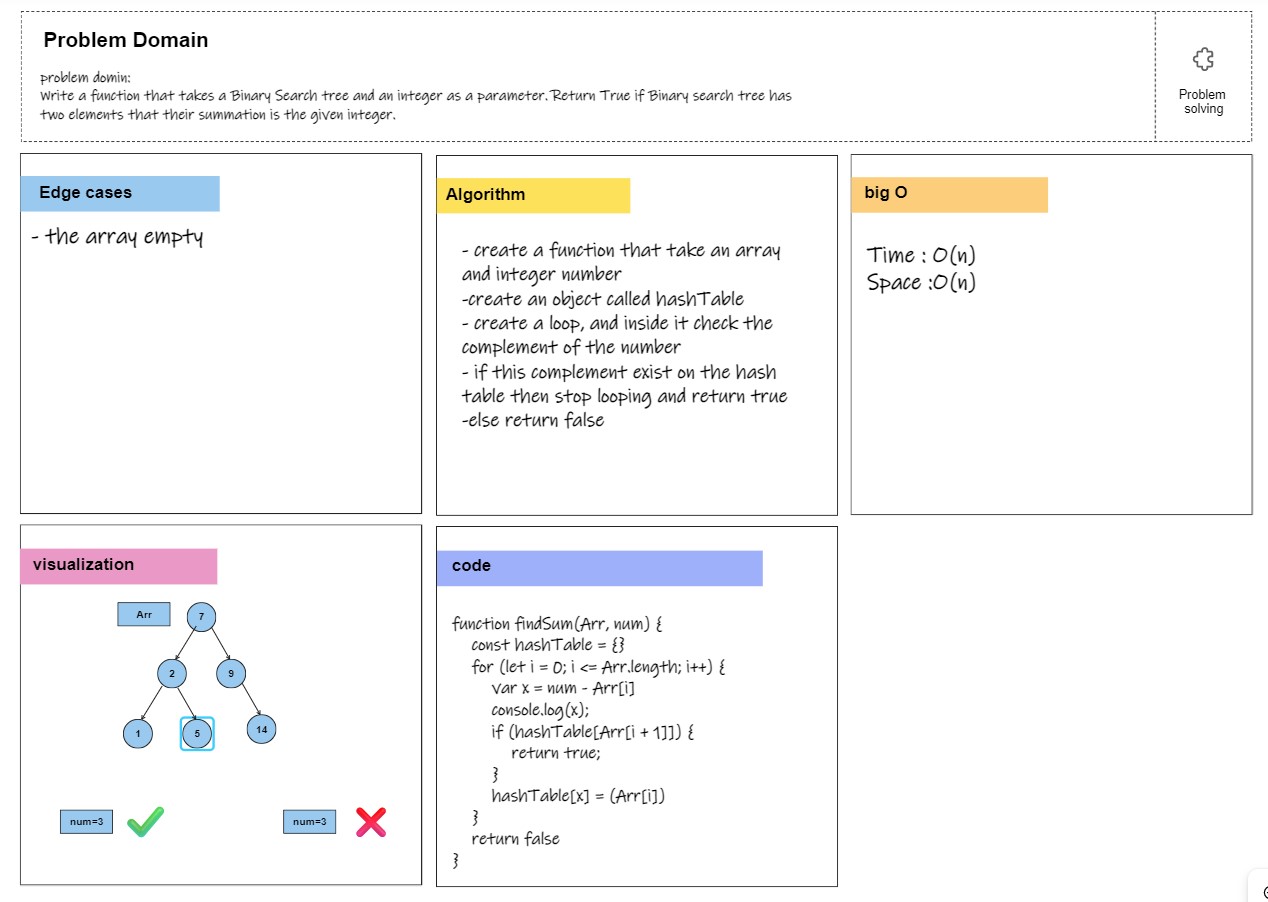 Problem Domain
problem domin:
Write a function that takes a Binary Search tree and an integer as a parameter. Return True if Binary search tree has
two elements that their summation is the given integer.
Problem
solving
Edge cases
- the array empty
Algorithm
- create a function that take an array
and integer number
-create an object called hashTable
- create a loop, and inside it check the
complement of the number
- if this complement exist on the hash
table then stop looping and return true
-else return false
big O
Time : O(n)
Space :O(n)
visualization
Arr
7
2
9
1
5
14
num=3
num=3
code
function findSum(Arr, num) {
const hashTable = {}
for (let i = 0; i <= Arr.length; i++) {
var x = num - Arr[i]
console.log(x);
if (hashTable[Arr[i + 1]]) {
return true;
}
hashTable[x] = (Arr[i])
}
return false
}